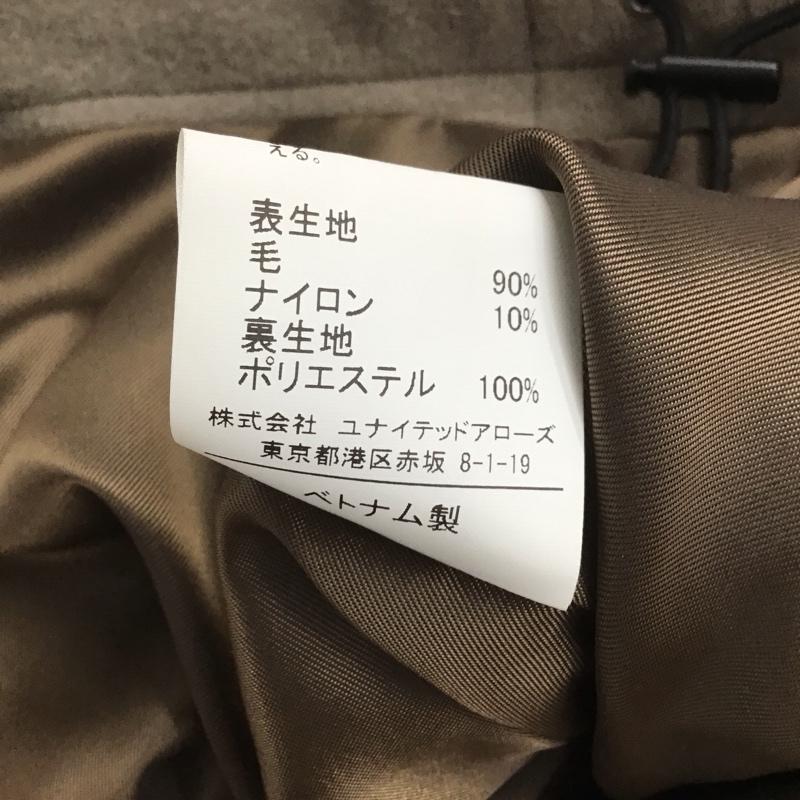 える。
表生地
毛 90%
ナイロン 10%
裏生地
ポリエステル 100%
株式会社 ユナイテッドアローズ
東京都港区赤坂 8-1-19
ベトナム製